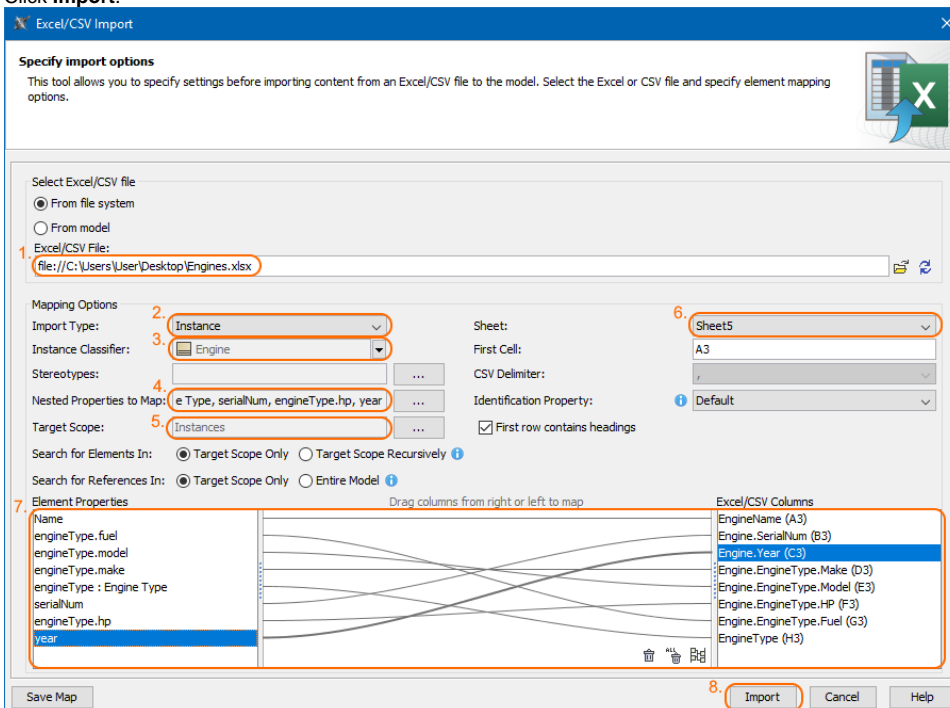 Click Import.
Excel/CSV Import
Specify import options
This tool allows you to specify settings before importing content from an Excel/CSV file to the model. Select the Excel or CSV file and specify element mapping
options.
Select Excel/CSV file
From file system
From model
1. Excel/CSV File:
file://C:\Users\User\Desktop\Engines.xlsx
Mapping Options
Import Type: 2. Instance Sheet: 6. Sheet5
Instance Classifier: 3. Engine First Cell: A3
Stereotypes: ... CSV Delimiter: ,
Nested Properties to Map: 4. e Type, serialNum, engineType.hp, year ... Identification Property: Default
Target Scope: 5. Instances ... First row contains headings
Search for Elements In: Target Scope Only Target Scope Recursively
Search for References In: Target Scope Only Entire Model
7. Element Properties Drag columns from right or left to map Excel/CSV Columns
Name EngineName (A3)
engineType.fuel Engine.SerialNum (B3)
engineType.model Engine.Year (C3)
engineType.make Engine.EngineType.Make (D3)
engineType : Engine Type Engine.EngineType.Model (E3)
serialNum Engine.EngineType.HP (F3)
engineType.hp Engine.EngineType.Fuel (G3)
year EngineType (H3)
ALL
Save Map 8. Import Cancel Help